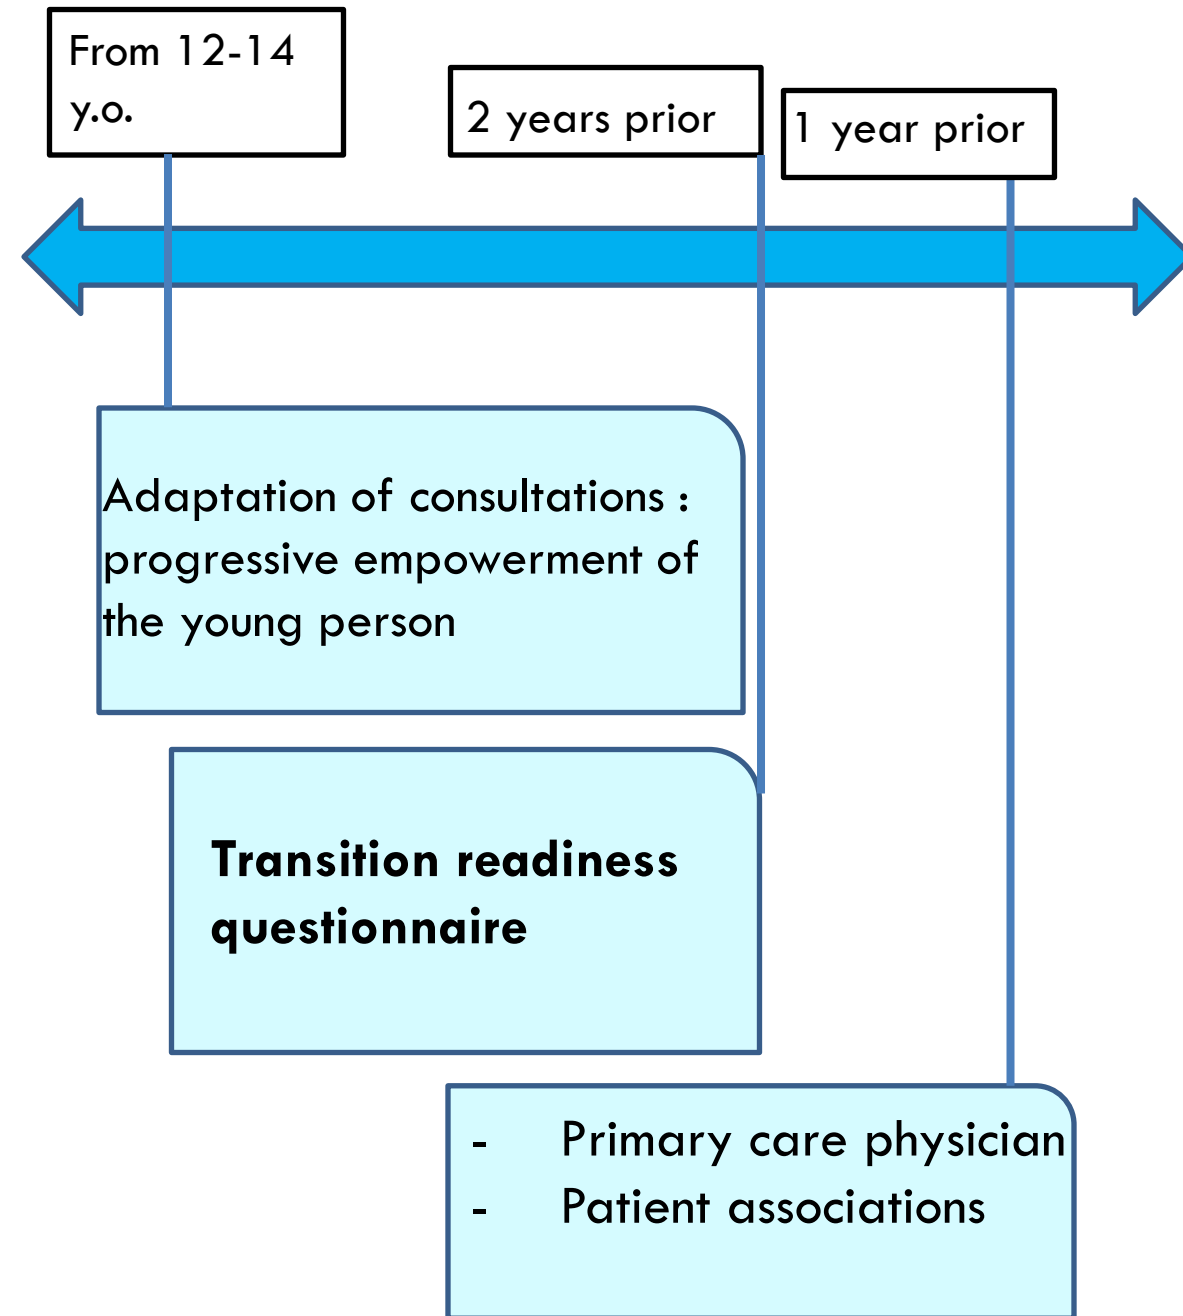 From 12-14
y.o.
2 years prior
1 year prior
Adaptation of consultations :
progressive empowerment of
the young person
Transition readiness
questionnaire
- Primary care physician
- Patient associations